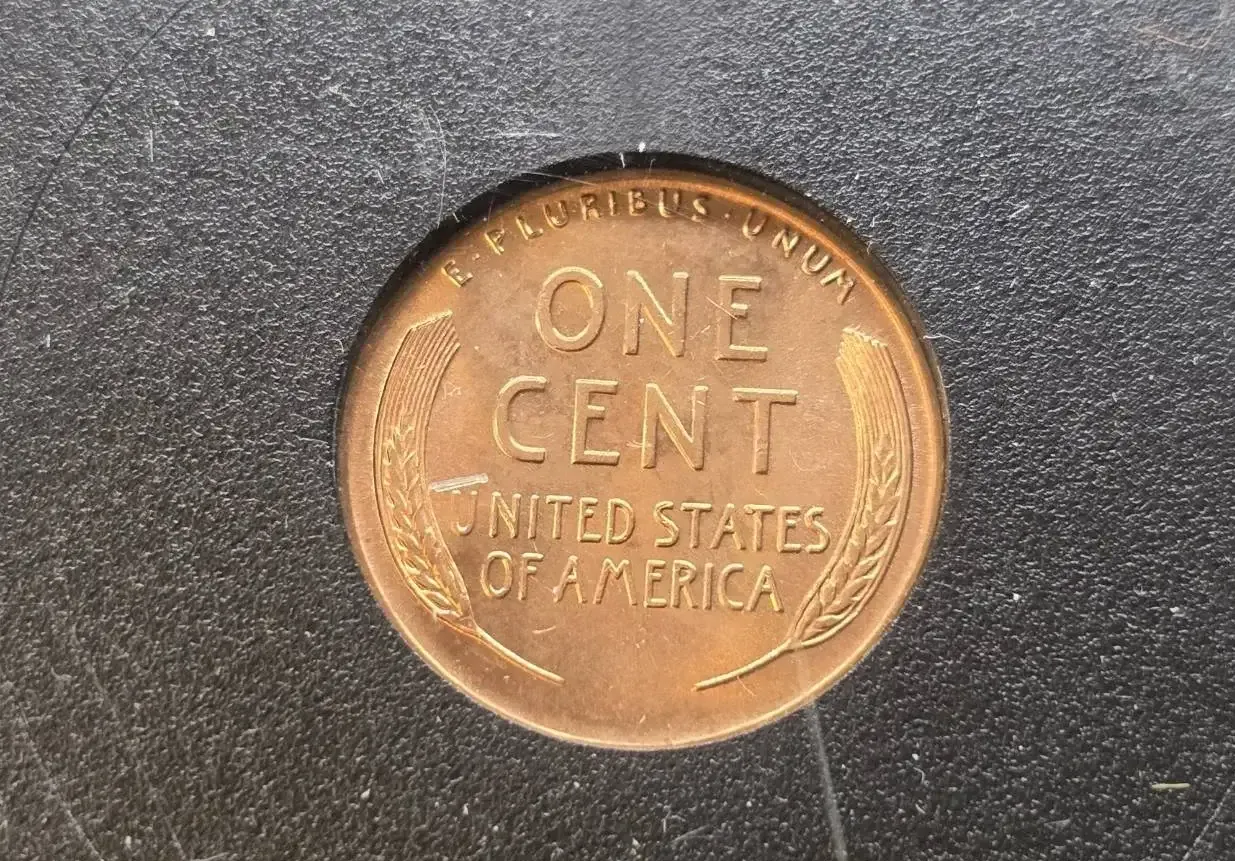 E·PLURIBUS·UNUM
ONE
CENT
UNITED STATES
OF AMERICA